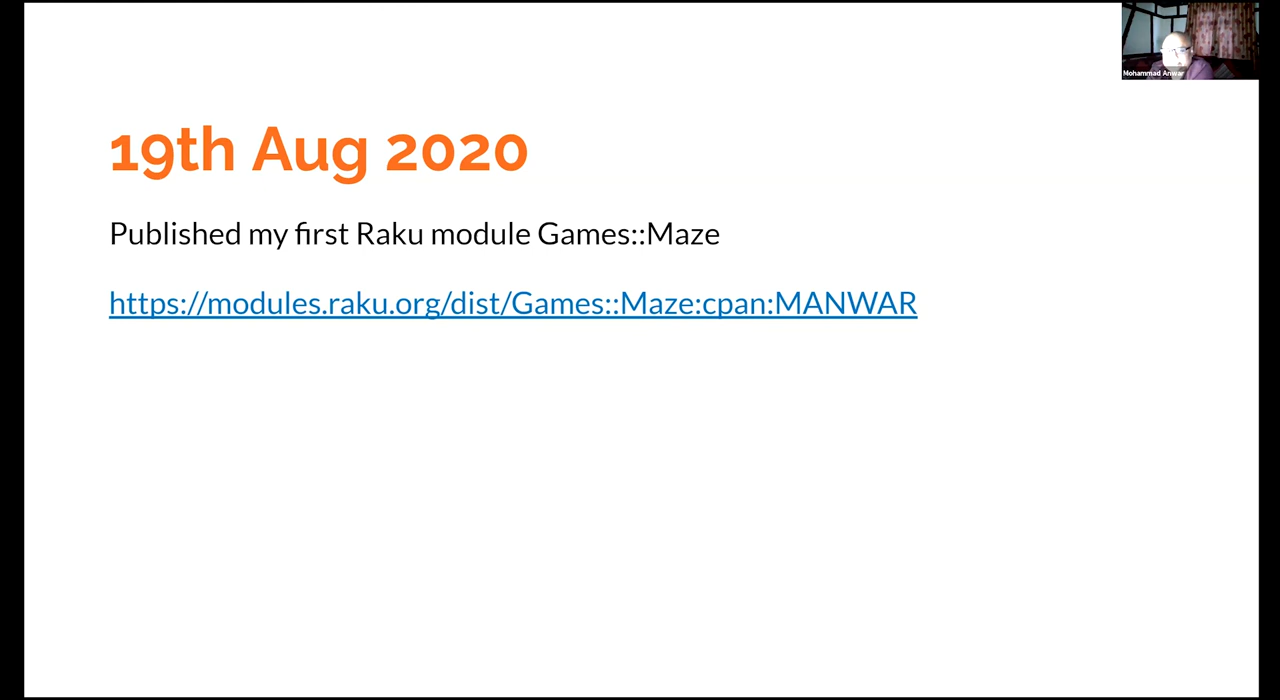 Mohammad Anwar
19th Aug 2020
Published my first Raku module Games::Maze
https://modules.raku.org/dist/Games::Maze:cpan:MANWAR